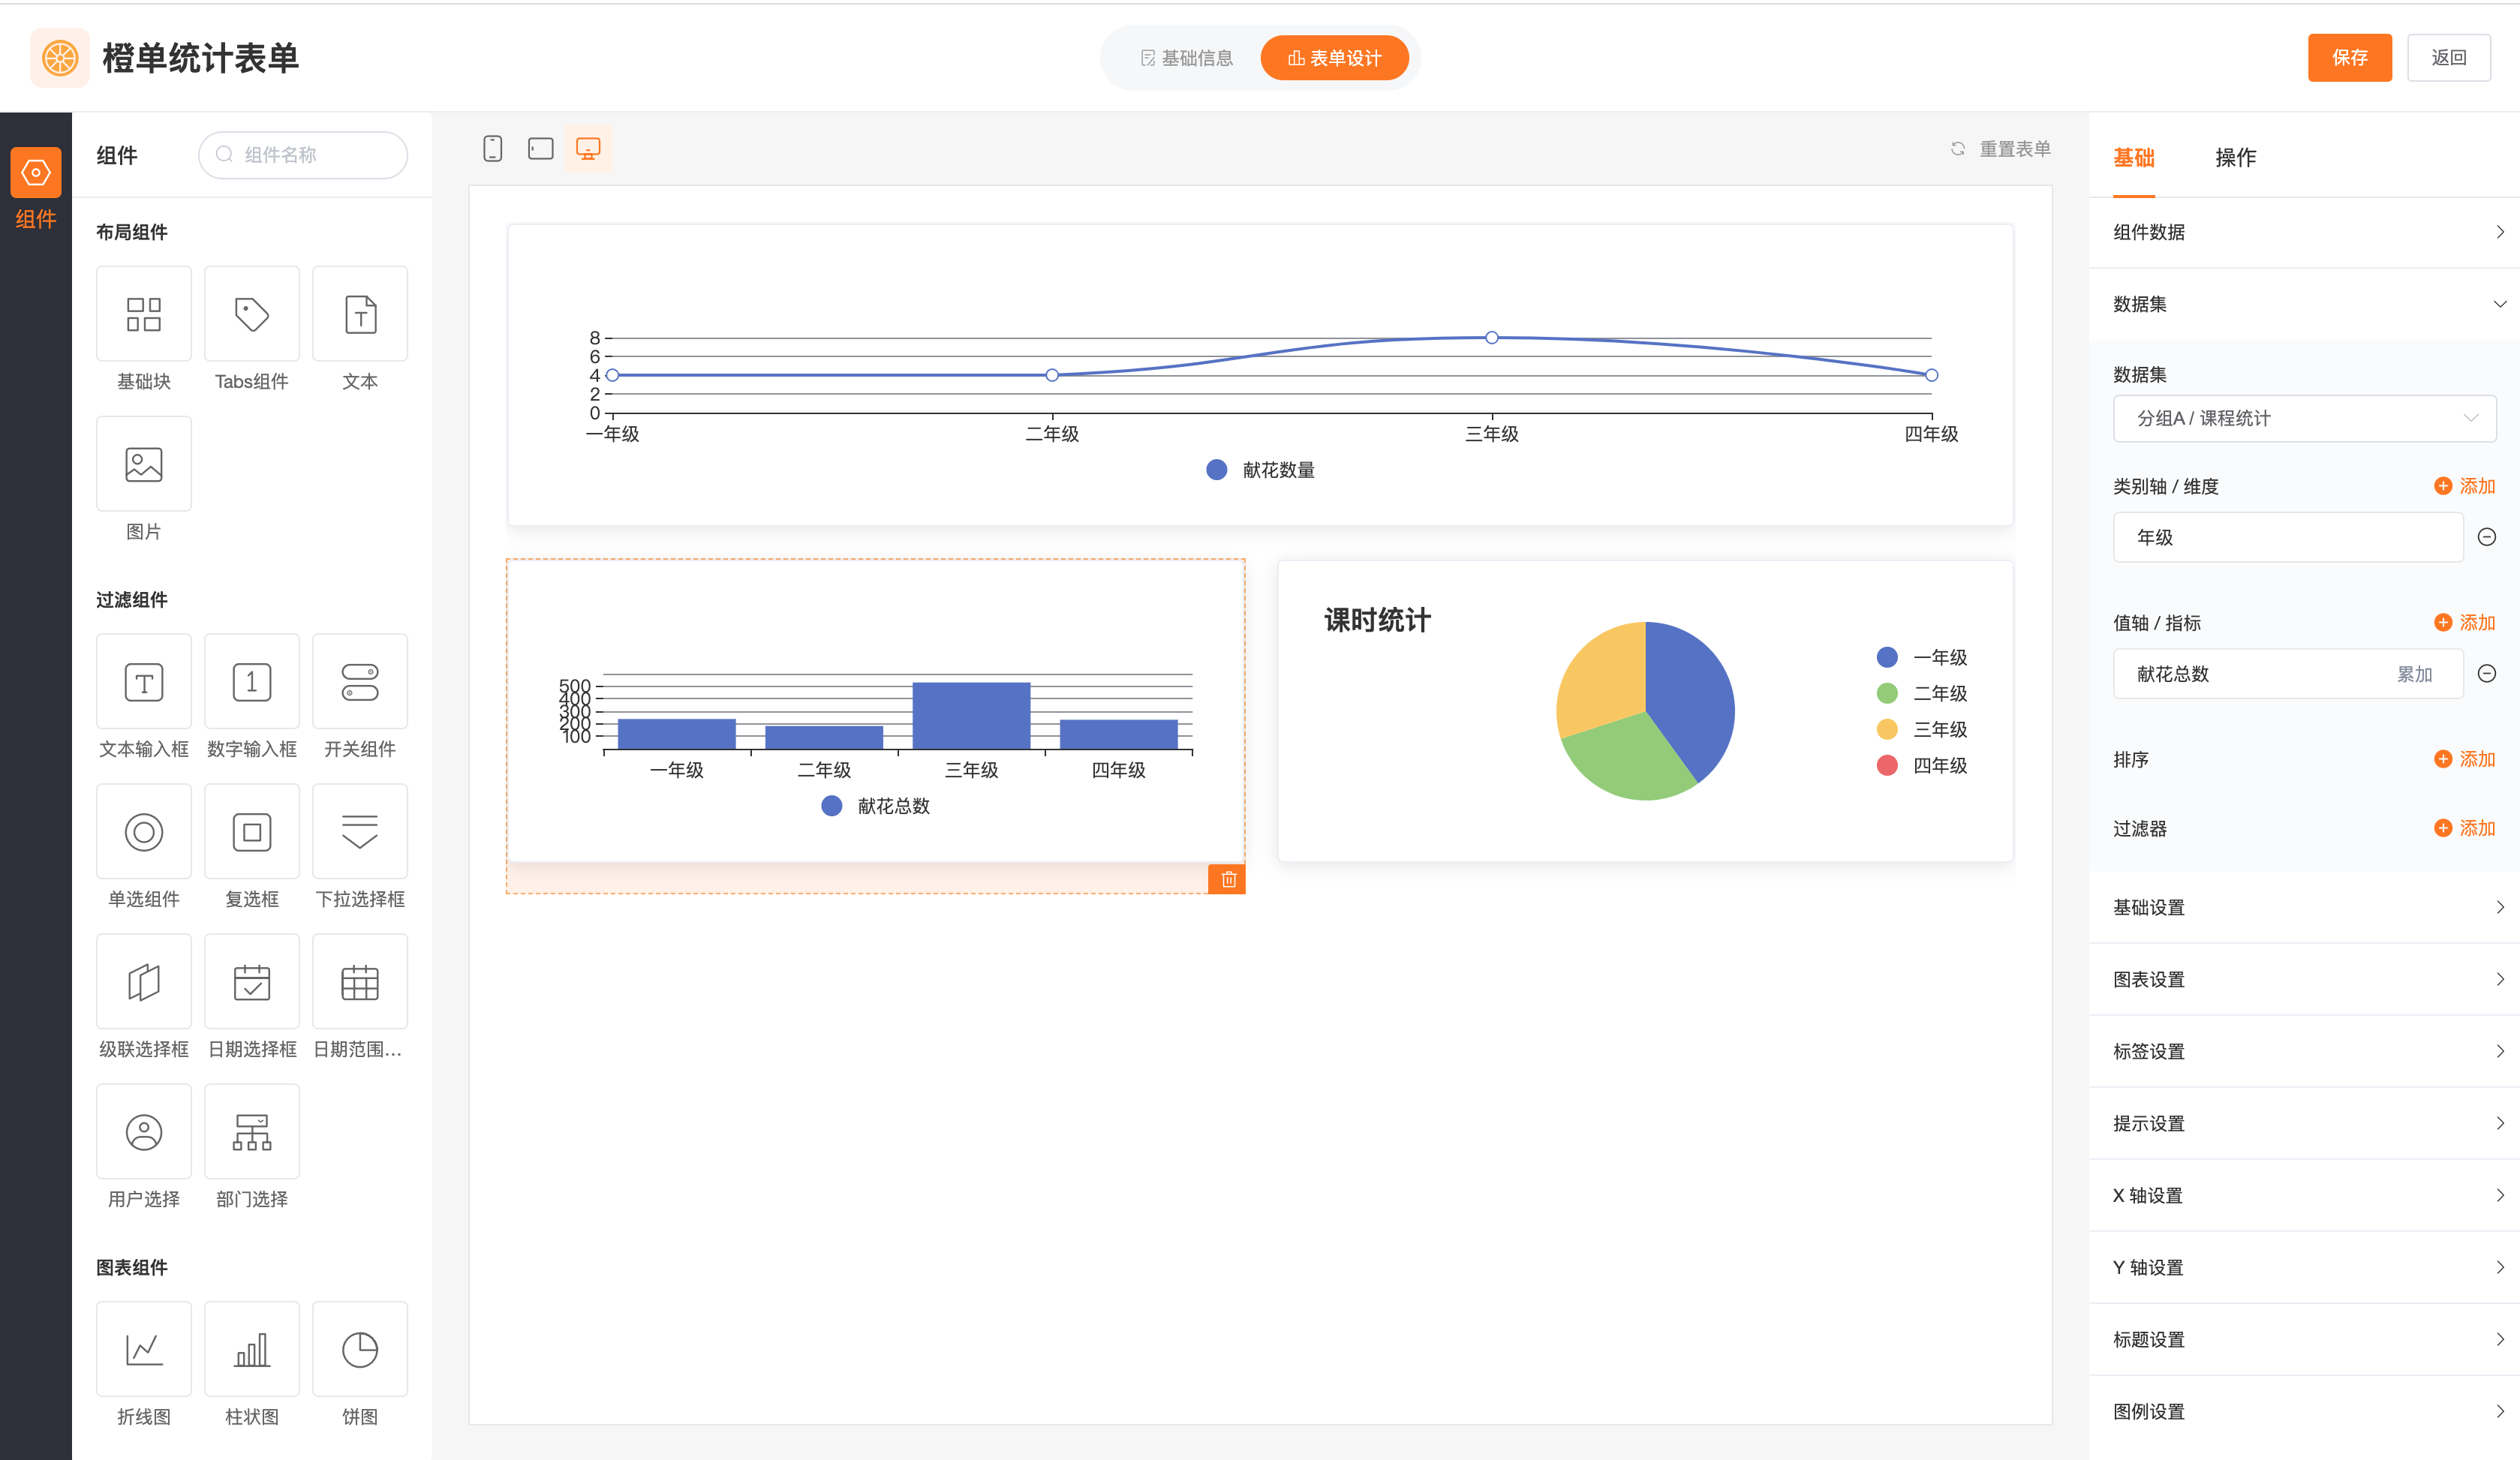 橙单统计表单
基础信息
表单设计
保存
返回
组件
组件
组件名称
布局组件
基础块
Tabs组件
文本
图片
过滤组件
文本输入框
数字输入框
开关组件
单选组件
复选框
下拉选择框
级联选择框
日期选择框
日期范围...
用户选择
部门选择
图表组件
折线图
柱状图
饼图
重置表单
8
6
4
2
0
一年级
二年级
三年级
四年级
献花数量
500
400
300
200
100
一年级
二年级
三年级
四年级
献花总数
课时统计
一年级
二年级
三年级
四年级
基础
操作
组件数据
数据集
数据集
分组A / 课程统计
类别轴 / 维度
添加
年级
值轴 / 指标
添加
献花总数
累加
排序
添加
过滤器
添加
基础设置
图表设置
标签设置
提示设置
X 轴设置
Y 轴设置
标题设置
图例设置